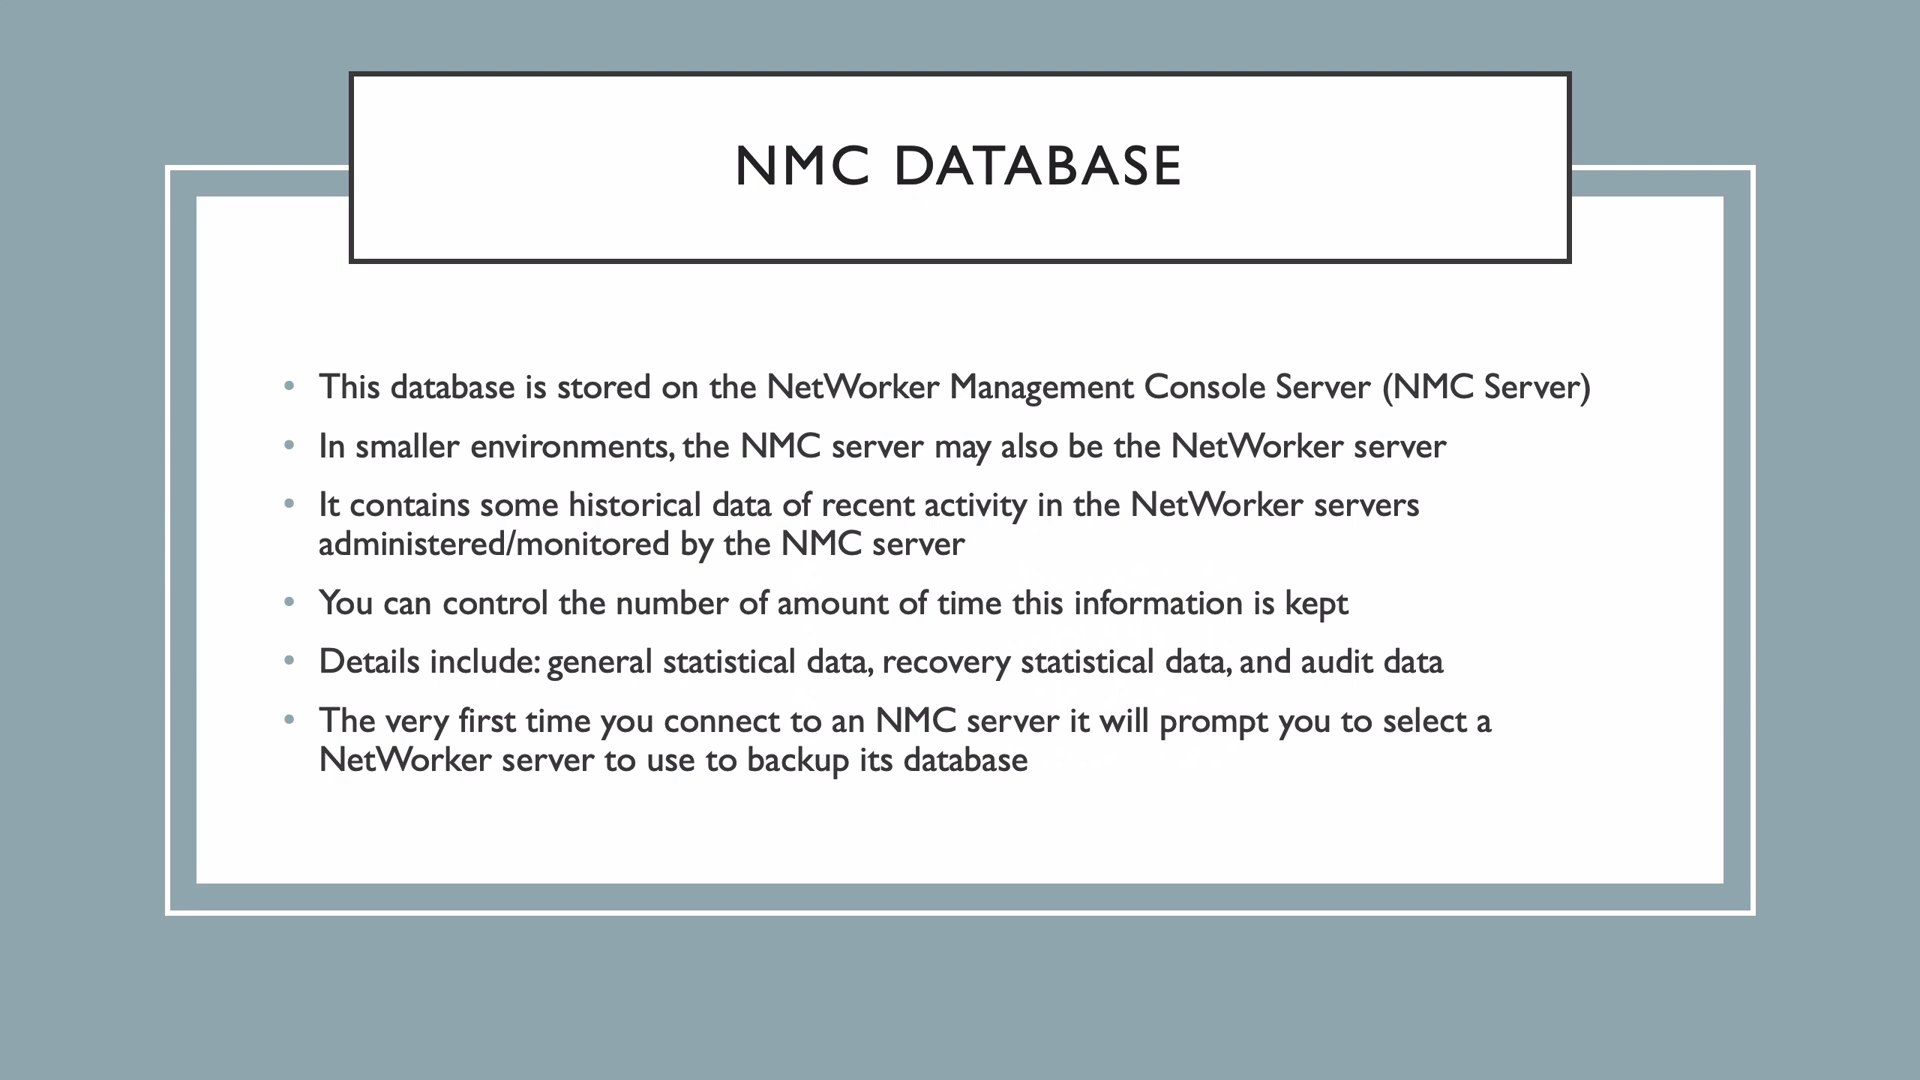 NMC DATABASE
• This database is stored on the NetWorker Management Console Server (NMC Server)
• In smaller environments, the NMC server may also be the NetWorker server
• It contains some historical data of recent activity in the NetWorker servers
administered/monitored by the NMC server
• You can control the number of amount of time this information is kept
• Details include: general statistical data, recovery statistical data, and audit data
• The very first time you connect to an NMC server it will prompt you to select a
NetWorker server to use to backup its database